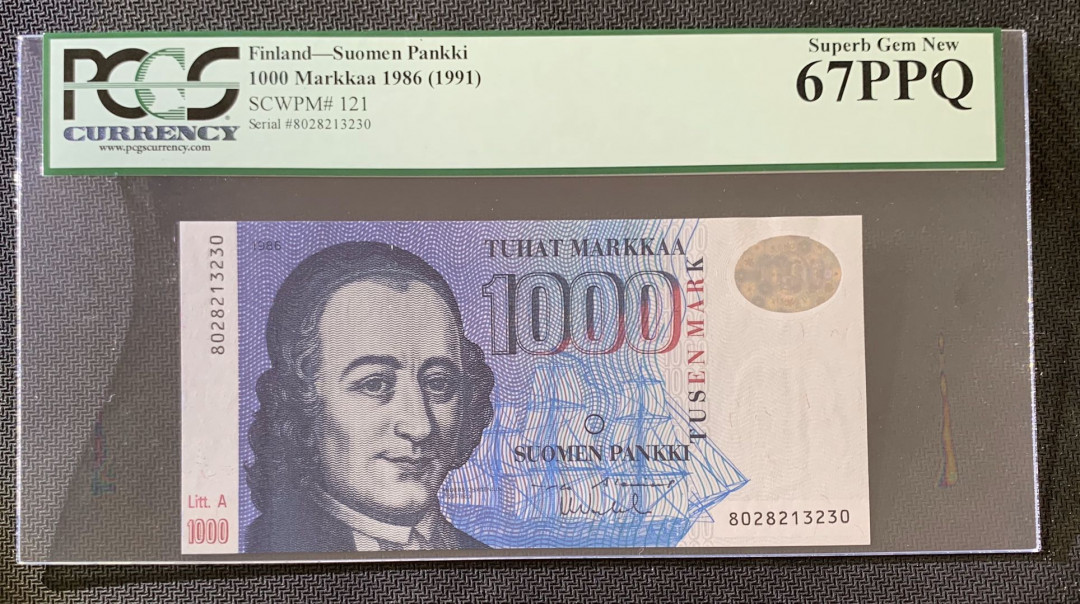 PCGS
CURRENCY
www.pcgscurrency.com
Finland—Suomen Pankki
1000 Markkaa 1986 (1991)
SCWPM# 121
Serial #8028213230
Superb Gem New
67PPQ
8028213230
1986
TUHAT MARKKAA
1000
TUSEN MARK
SUOMEN PANKKI
Litt. A
1000
8028213230